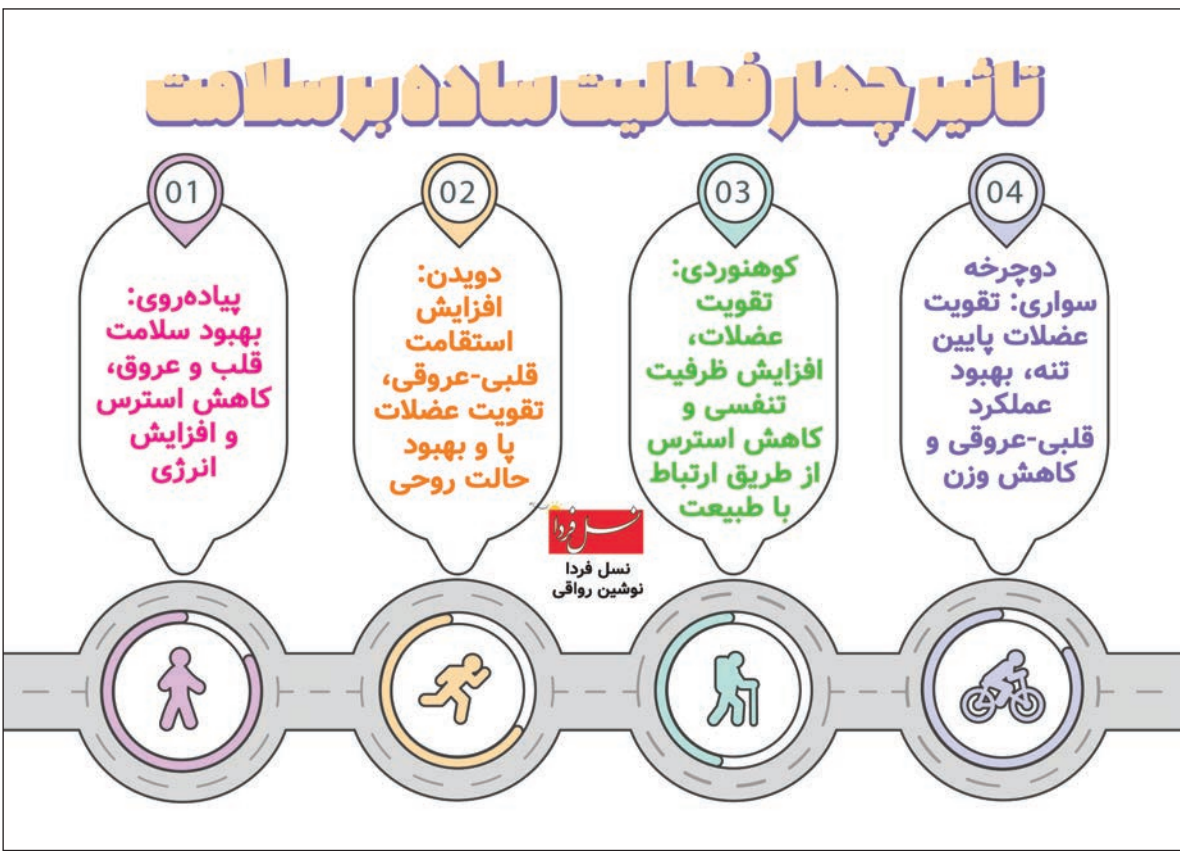 تاثیر چهار فعالیت ساده بر سلامت
01
پیاده‌روی:
بهبود سلامت
قلب و عروق،
کاهش استرس
و افزایش
انرژی
02
دویدن:
افزایش
استقامت
قلبی-عروقی،
تقویت عضلات
پا و بهبود
حالت روحی
03
کوهنوردی:
تقویت
عضلات،
افزایش ظرفیت
تنفسی و
کاهش استرس
از طریق ارتباط
با طبیعت
04
دوچرخه
سواری: تقویت
عضلات پایین
تنه، بهبود
عملکرد
قلبی-عروقی و
کاهش وزن
نسل فردا
نسل فردا
نوشین رواقی